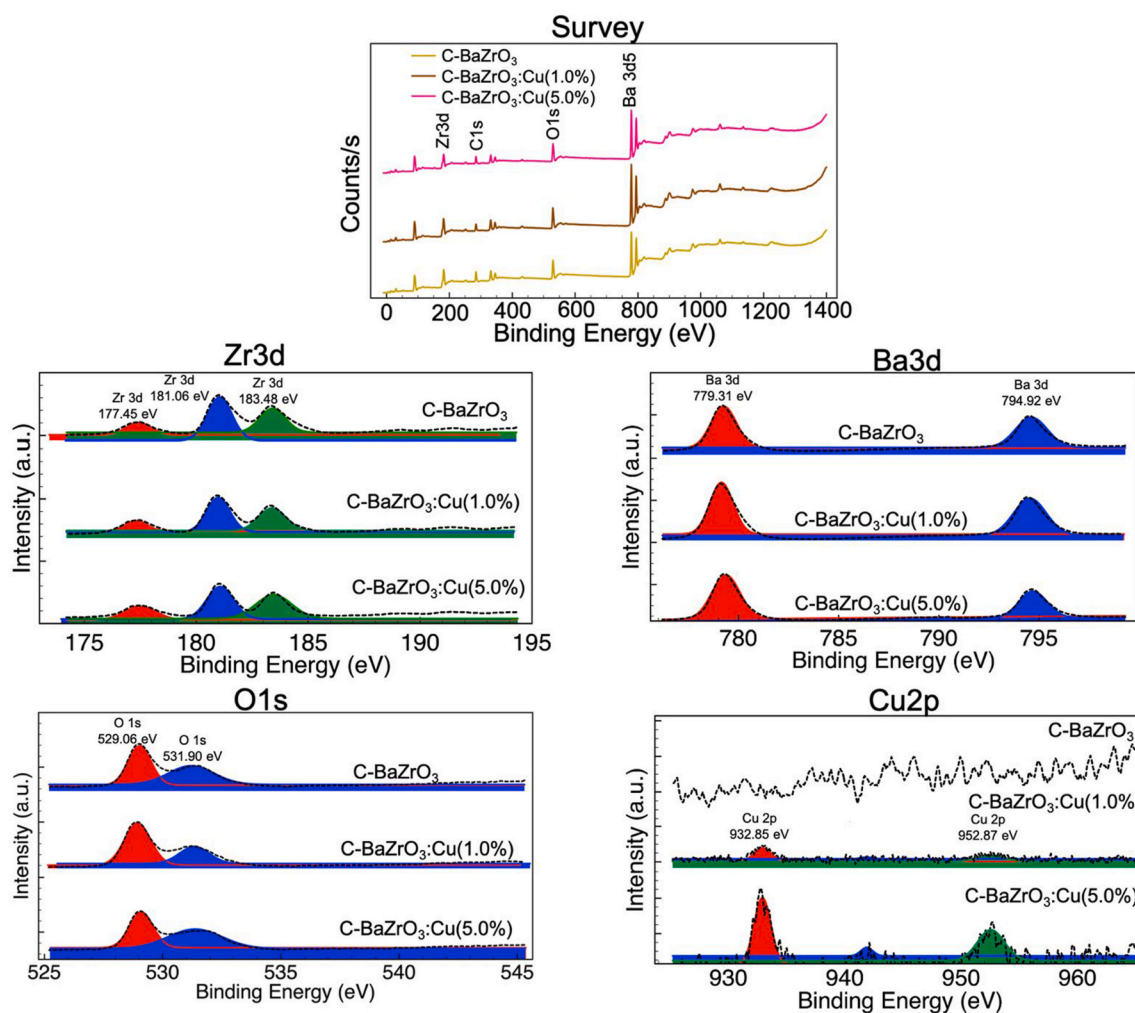 Survey
C-BaZrO3
C-BaZrO3:Cu(1.0%)
C-BaZrO3:Cu(5.0%)
Zr3d
C1s
O1s
Ba 3d5
Counts/s
0 200 400 600 800 1000 1200 1400
Binding Energy (eV)
Zr3d
Zr 3d
177.45 eV
Zr 3d
181.06 eV
Zr 3d
183.48 eV
C-BaZrO3
C-BaZrO3:Cu(1.0%)
C-BaZrO3:Cu(5.0%)
Intensity (a.u.)
175 180 185 190 195
Binding Energy (eV)
Ba3d
Ba 3d
779.31 eV
Ba 3d
794.92 eV
C-BaZrO3
C-BaZrO3:Cu(1.0%)
C-BaZrO3:Cu(5.0%)
Intensity (a.u.)
780 785 790 795
Binding Energy (eV)
O1s
O 1s
529.06 eV
O 1s
531.90 eV
C-BaZrO3
C-BaZrO3:Cu(1.0%)
C-BaZrO3:Cu(5.0%)
Intensity (a.u.)
525 530 535 540 545
Binding Energy (eV)
Cu2p
C-BaZrO3
C-BaZrO3:Cu(1.0%)
Cu 2p
932.85 eV
Cu 2p
952.87 eV
C-BaZrO3:Cu(5.0%)
Intensity (a.u.)
930 940 950 960
Binding Energy (eV)